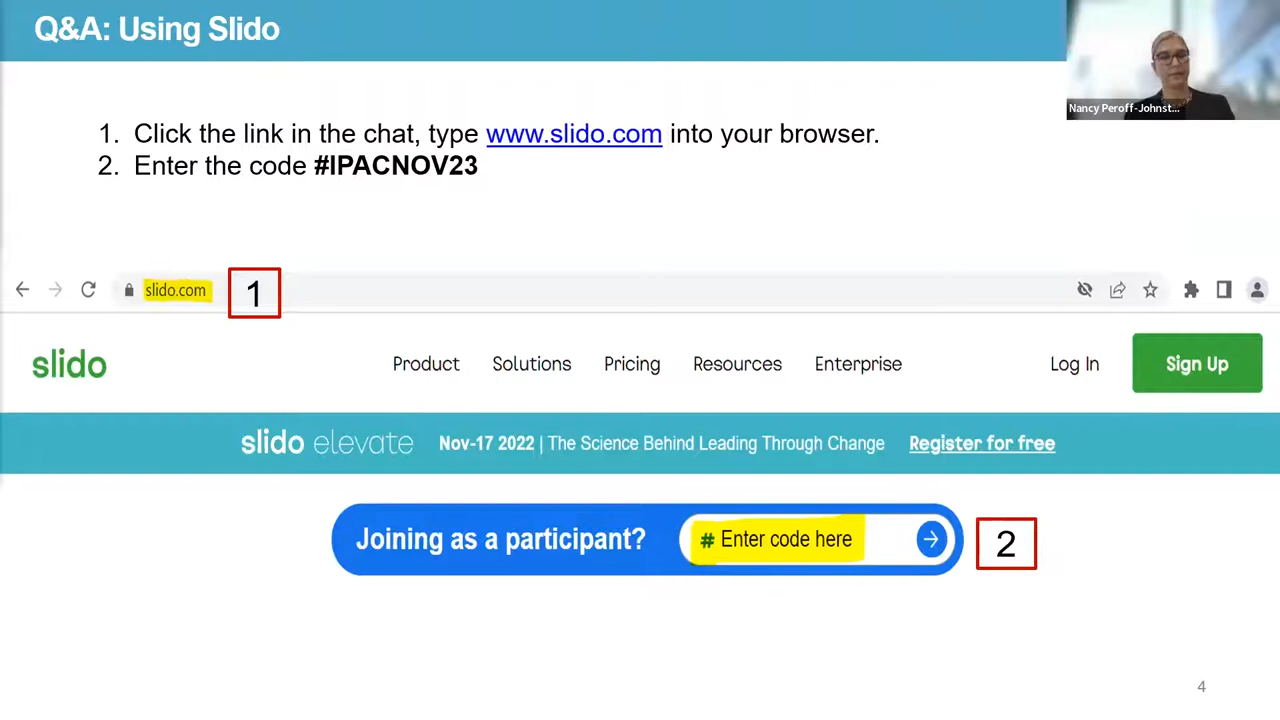 Q&A: Using Slido
Nancy Peroff-Johnst...
1. Click the link in the chat, type www.slido.com into your browser.
2. Enter the code #IPACNOV23
slido.com
1
slido
Product Solutions Pricing Resources Enterprise Log In Sign Up
slido elevate Nov-17 2022 | The Science Behind Leading Through Change Register for free
Joining as a participant? # Enter code here
2
4